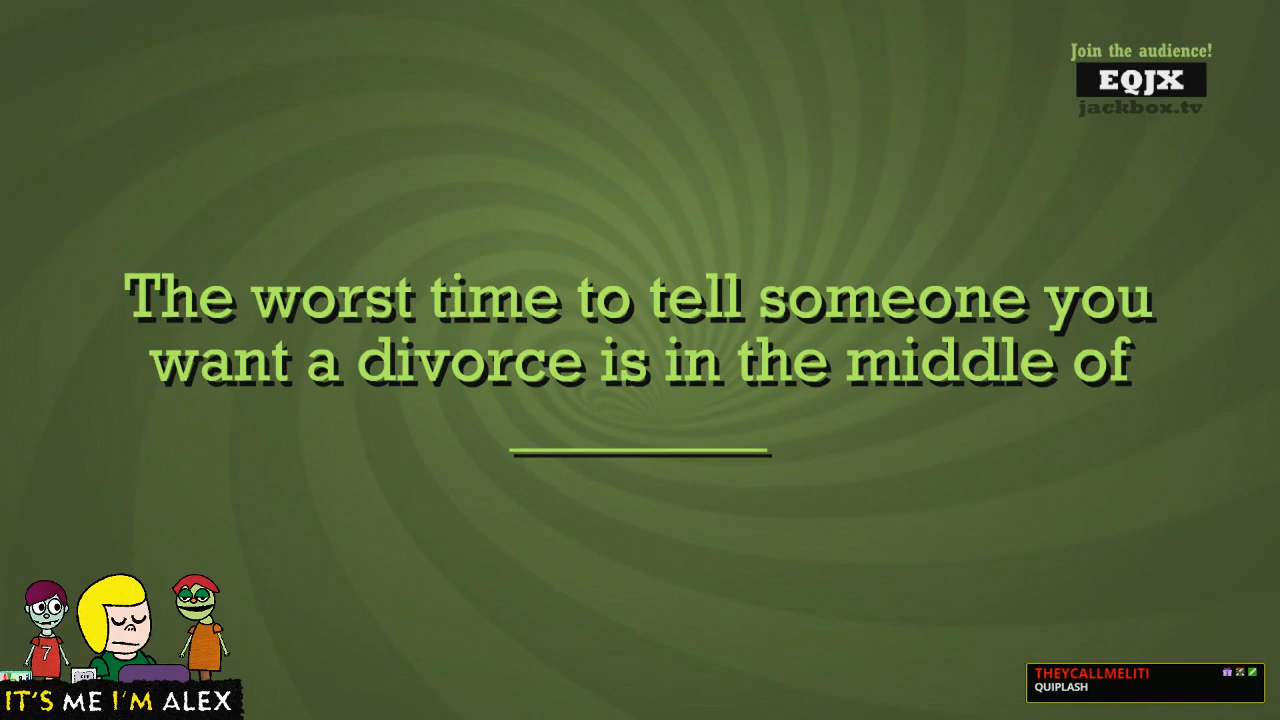 Join the audience!
EQJX
jackbox.tv
The worst time to tell someone you
want a divorce is in the middle of
7
IT'S ME I'M ALEX
THEYCALLMELITI
QUIPLASH